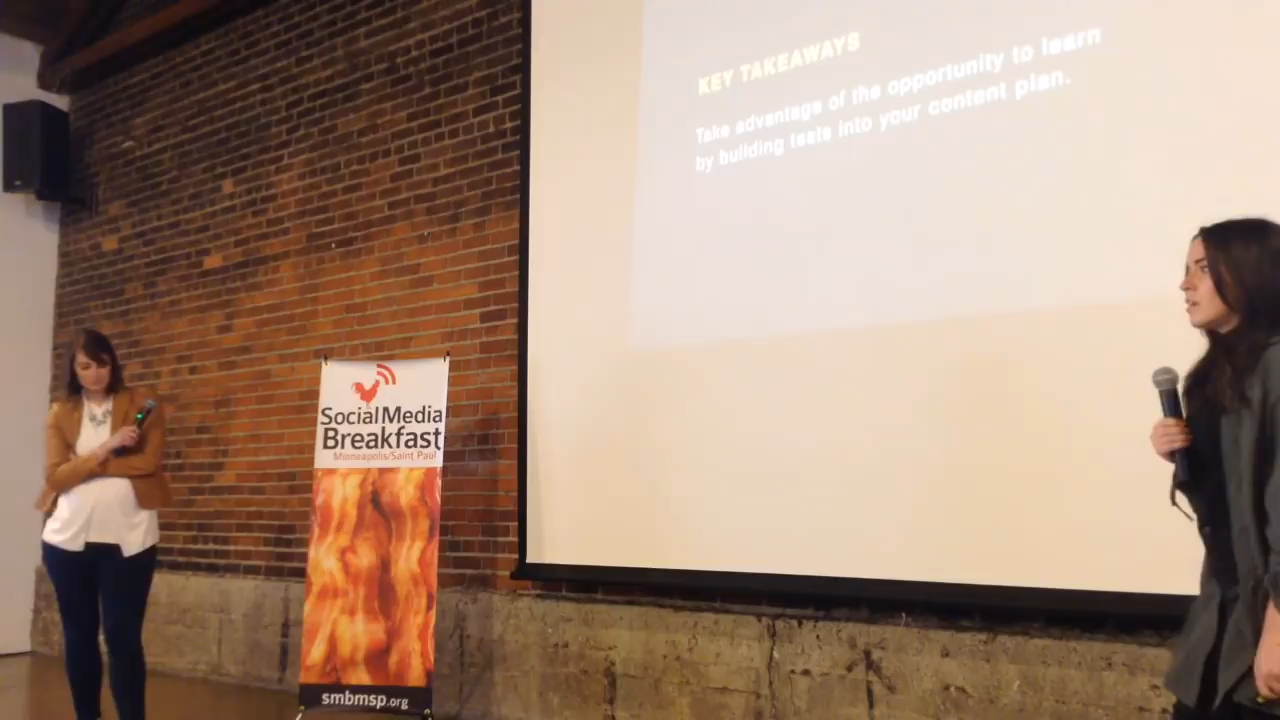 KEY TAKEAWAYS
Take advantage of the opportunity to learn
by building tests into your content plan.
Social Media
Breakfast
Minneapolis/Saint Paul
smbmsp.org